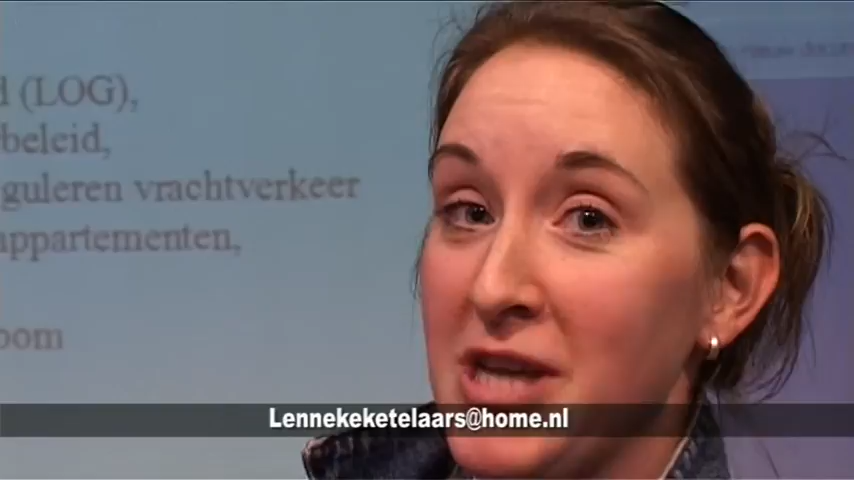 (LOG),
beleid,
guleren vrachtverkeer
appartementen,
oom
Lennekeketelaars@home.nl